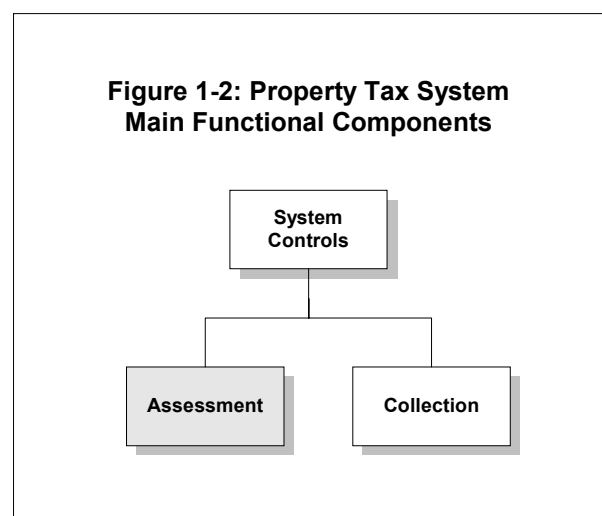 Figure 1-2: Property Tax System
Main Functional Components
System
Controls
Assessment
Collection